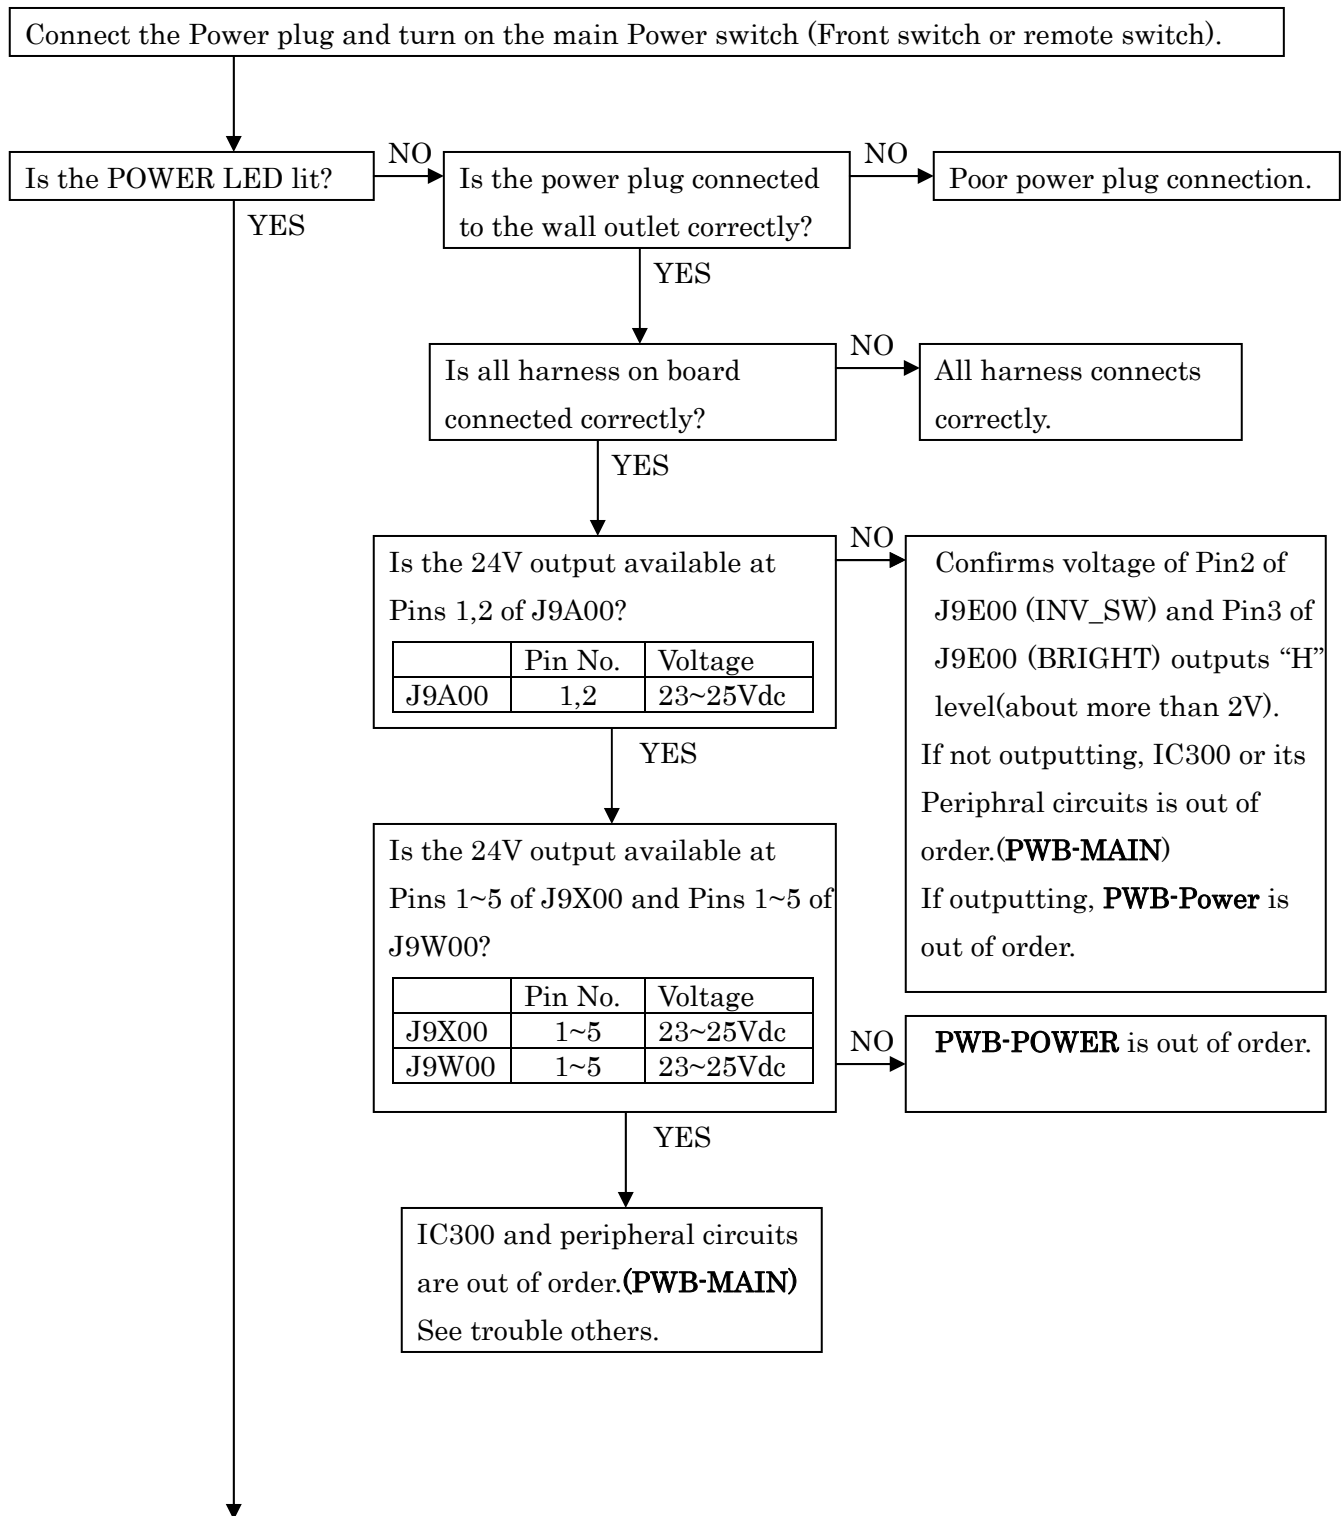 Connect the Power plug and turn on the main Power switch (Front switch or remote switch).
Is the POWER LED lit?
NO
Is the power plug connected
to the wall outlet correctly?
NO
Poor power plug connection.
YES
YES
Is all harness on board
connected correctly?
NO
All harness connects
correctly.
YES
Is the 24V output available at
Pins 1,2 of J9A00?
Pin No. Voltage
J9A00 1,2 23~25Vdc
NO
Confirms voltage of Pin2 of
J9E00 (INV_SW) and Pin3 of
J9E00 (BRIGHT) outputs “H”
level(about more than 2V).
If not outputting, IC300 or its
Periphral circuits is out of
order.(PWB-MAIN)
If outputting, PWB-Power is
out of order.
YES
Is the 24V output available at
Pins 1~5 of J9X00 and Pins 1~5 of
J9W00?
Pin No. Voltage
J9X00 1~5 23~25Vdc
J9W00 1~5 23~25Vdc
NO
PWB-POWER is out of order.
YES
IC300 and peripheral circuits
are out of order.(PWB-MAIN)
See trouble others.